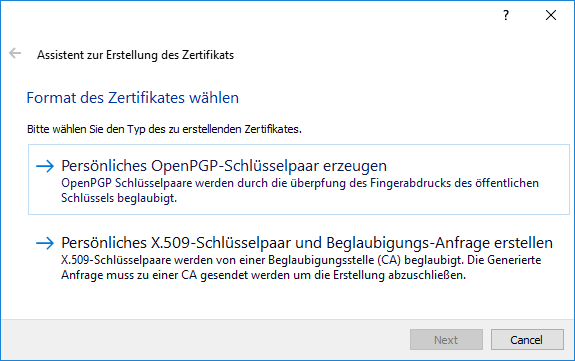 ?
Assistent zur Erstellung des Zertifikats
Format des Zertifikates wählen
Bitte wählen Sie den Typ des zu erstellenden Zertifikates.
Persönliches OpenPGP-Schlüsselpaar erzeugen
OpenPGP Schlüsselpaare werden durch die überpfung des Fingerabdrucks des öffentlichen
Schlüssels beglaubigt.
Persönliches X.509-Schlüsselpaar und Beglaubigungs-Anfrage erstellen
X.509-Schlüsselpaare werden von einer Beglaubigungsstelle (CA) beglaubigt. Die Generierte
Anfrage muss zu einer CA gesendet werden um die Erstellung abzuschließen.
Next
Cancel